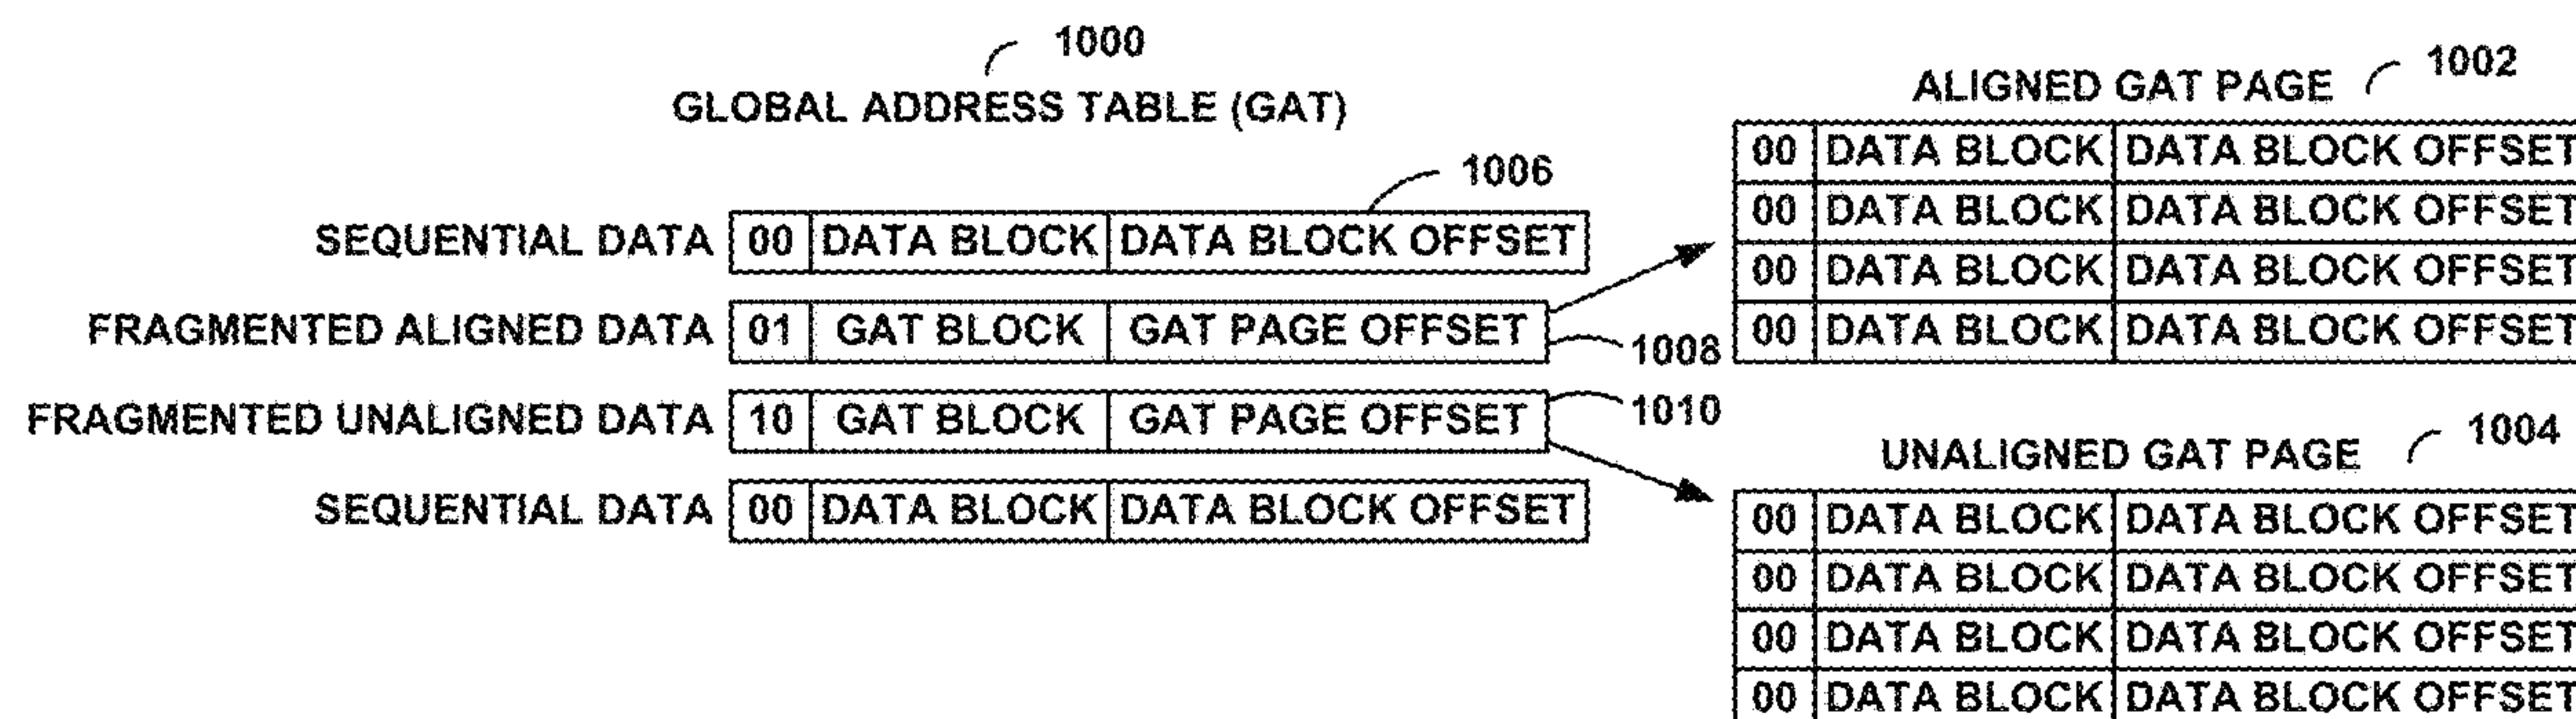 1000
GLOBAL ADDRESS TABLE (GAT)
1006
SEQUENTIAL DATA 00 DATA BLOCK DATA BLOCK OFFSET
FRAGMENTED ALIGNED DATA 01 GAT BLOCK GAT PAGE OFFSET
1008
FRAGMENTED UNALIGNED DATA 10 GAT BLOCK GAT PAGE OFFSET
1010
SEQUENTIAL DATA 00 DATA BLOCK DATA BLOCK OFFSET
ALIGNED GAT PAGE 1002
00 DATA BLOCK DATA BLOCK OFFSET
00 DATA BLOCK DATA BLOCK OFFSET
00 DATA BLOCK DATA BLOCK OFFSET
00 DATA BLOCK DATA BLOCK OFFSET
UNALIGNED GAT PAGE 1004
00 DATA BLOCK DATA BLOCK OFFSET
00 DATA BLOCK DATA BLOCK OFFSET
00 DATA BLOCK DATA BLOCK OFFSET
00 DATA BLOCK DATA BLOCK OFFSET